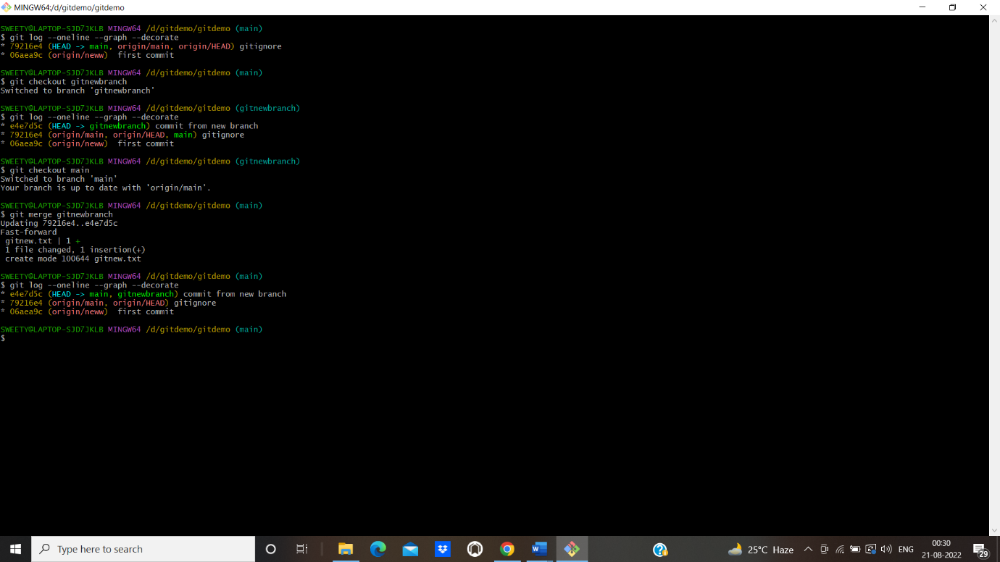 MINGW64:/d/gitdemo/gitdemo
SWEETY@LAPTOP-SJD7JKLB MINGW64 /d/gitdemo/gitdemo (main)
$ git log --oneline --graph --decorate
* 79216e4 (HEAD -> main, origin/main, origin/HEAD) gitignore
* 06aea9c (origin/neww)  first commit
SWEETY@LAPTOP-SJD7JKLB MINGW64 /d/gitdemo/gitdemo (main)
$ git checkout gitnewbranch
Switched to branch 'gitnewbranch'
SWEETY@LAPTOP-SJD7JKLB MINGW64 /d/gitdemo/gitdemo (gitnewbranch)
$ git log --oneline --graph --decorate
* e4e7d5c (HEAD -> gitnewbranch) commit from new branch
* 79216e4 (origin/main, origin/HEAD, main) gitignore
* 06aea9c (origin/neww)  first commit
SWEETY@LAPTOP-SJD7JKLB MINGW64 /d/gitdemo/gitdemo (gitnewbranch)
$ git checkout main
Switched to branch 'main'
Your branch is up to date with 'origin/main'.
SWEETY@LAPTOP-SJD7JKLB MINGW64 /d/gitdemo/gitdemo (main)
$ git merge gitnewbranch
Updating 79216e4..e4e7d5c
Fast-forward
 gitnew.txt | 1 +
 1 file changed, 1 insertion(+)
 create mode 100644 gitnew.txt
SWEETY@LAPTOP-SJD7JKLB MINGW64 /d/gitdemo/gitdemo (main)
$ git log --oneline --graph --decorate
* e4e7d5c (HEAD -> main, gitnewbranch) commit from new branch
* 79216e4 (origin/main, origin/HEAD) gitignore
* 06aea9c (origin/neww)  first commit
SWEETY@LAPTOP-SJD7JKLB MINGW64 /d/gitdemo/gitdemo (main)
$
Type here to search
25°C Haze
ENG
00:30
21-08-2022
29